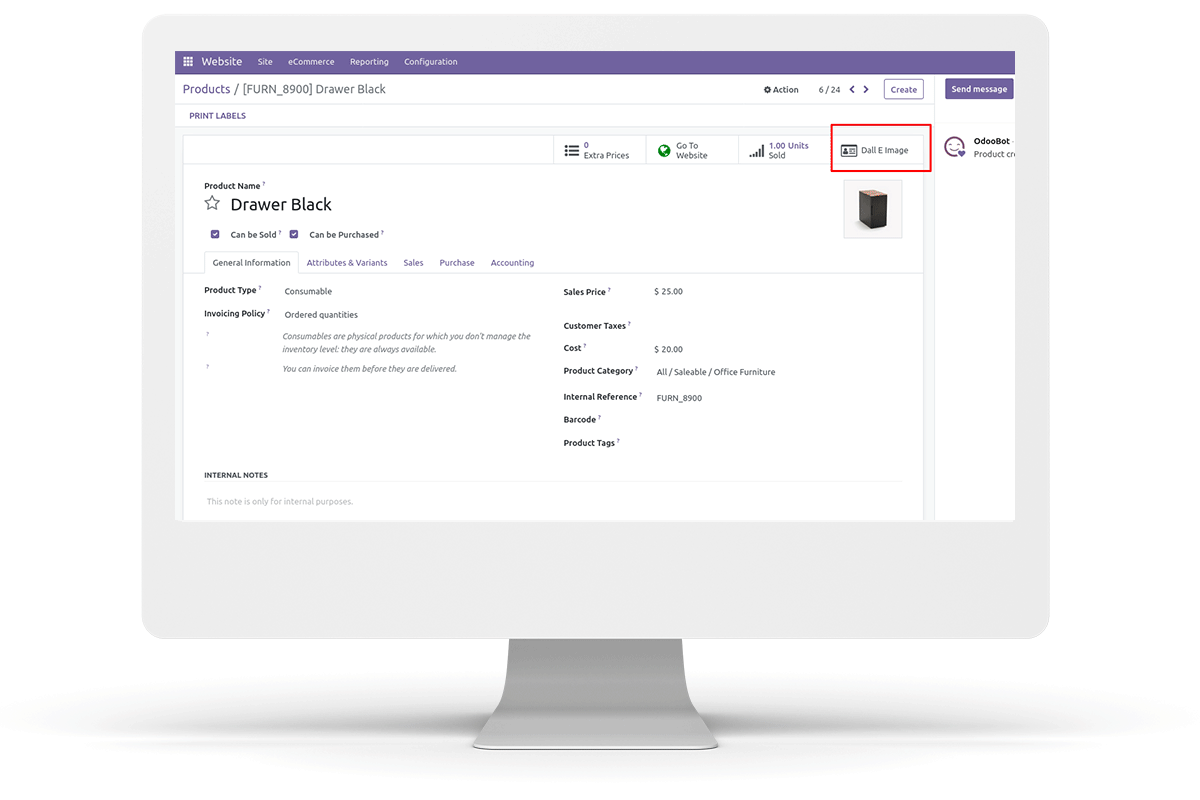 Website Site eCommerce Reporting Configuration
Products / [FURN_8900] Drawer Black Action 6 / 24 Create Send message
PRINT LABELS
0
Extra Prices
Go To
Website
1.00 Units
Sold
Dall E Image
OdooBot -
Product cr
Product Name ?
Drawer Black
Can be Sold ? Can be Purchased ?
General Information Attributes & Variants Sales Purchase Accounting
Product Type ? Consumable
Invoicing Policy ? Ordered quantities
? Consumables are physical products for which you don't manage the
inventory level: they are always available.
? You can invoice them before they are delivered.
Sales Price ? $ 25.00
Customer Taxes ?
Cost ? $ 20.00
Product Category ? All / Saleable / Office Furniture
Internal Reference ? FURN_8900
Barcode ?
Product Tags ?
INTERNAL NOTES
This note is only for internal purposes.